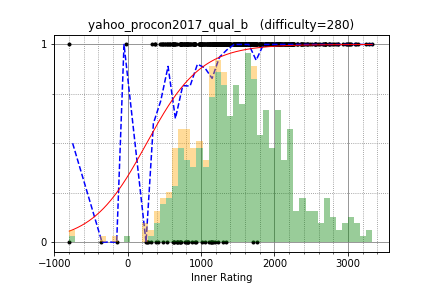 yahoo_procon2017_qual_b (difficulty=280)
1
0
−1000 0 1000 2000 3000
Inner Rating